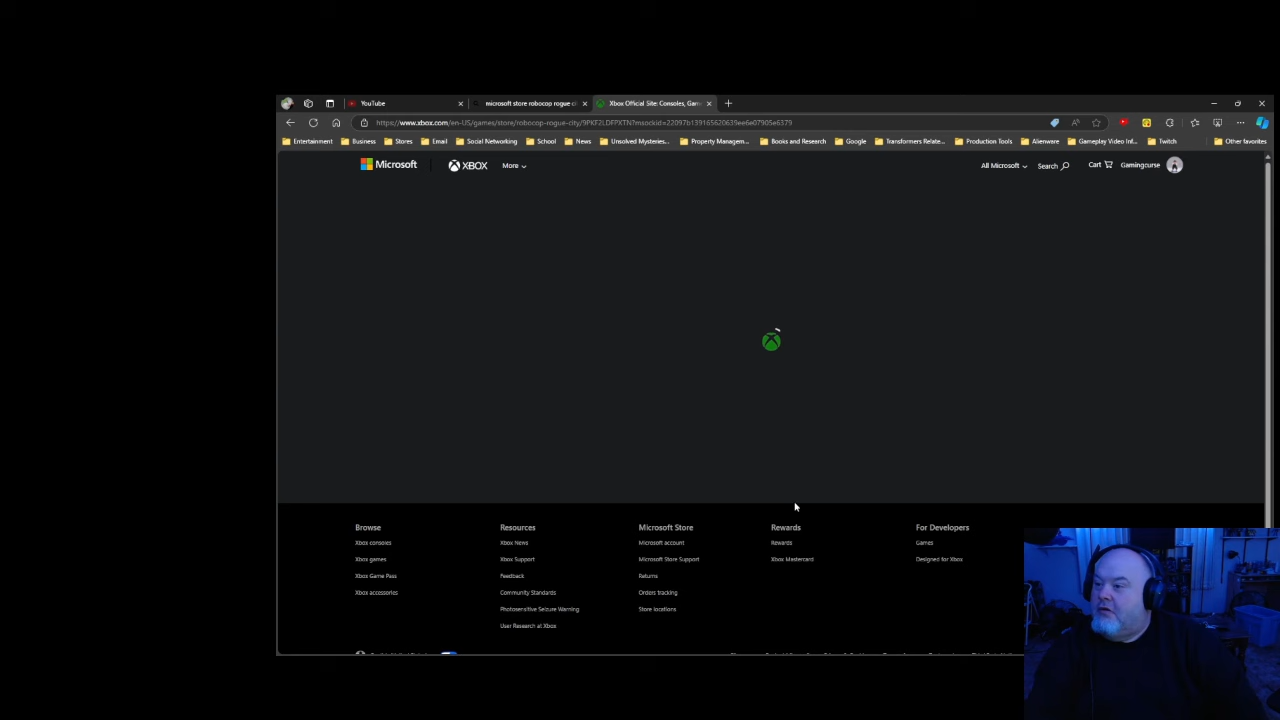 YouTube
microsoft store robocop rogue ci
Xbox Official Site: Consoles, Gam
https://www.xbox.com/en-US/games/store/robocop-rogue-city/9PKF2LDFPXTN?msockid=22097b139165620639ee6e07905e6379
Entertainment Business Stores Email Social Networking School News Unsolved Mysteries... Property Managem... Books and Research Google Transformers Relate... Production Tools Alienware Gameplay Video Inf... Twitch Other favorites
Microsoft XBOX More All Microsoft Search Cart Gamingcurse
Browse
Xbox consoles
Xbox games
Xbox Game Pass
Xbox accessories
Resources
Xbox News
Xbox Support
Feedback
Community Standards
Photosensitive Seizure Warning
User Research at Xbox
Microsoft Store
Microsoft account
Microsoft Store Support
Returns
Orders tracking
Store locations
Rewards
Rewards
Xbox Mastercard
For Developers
Games
Designed for Xbox